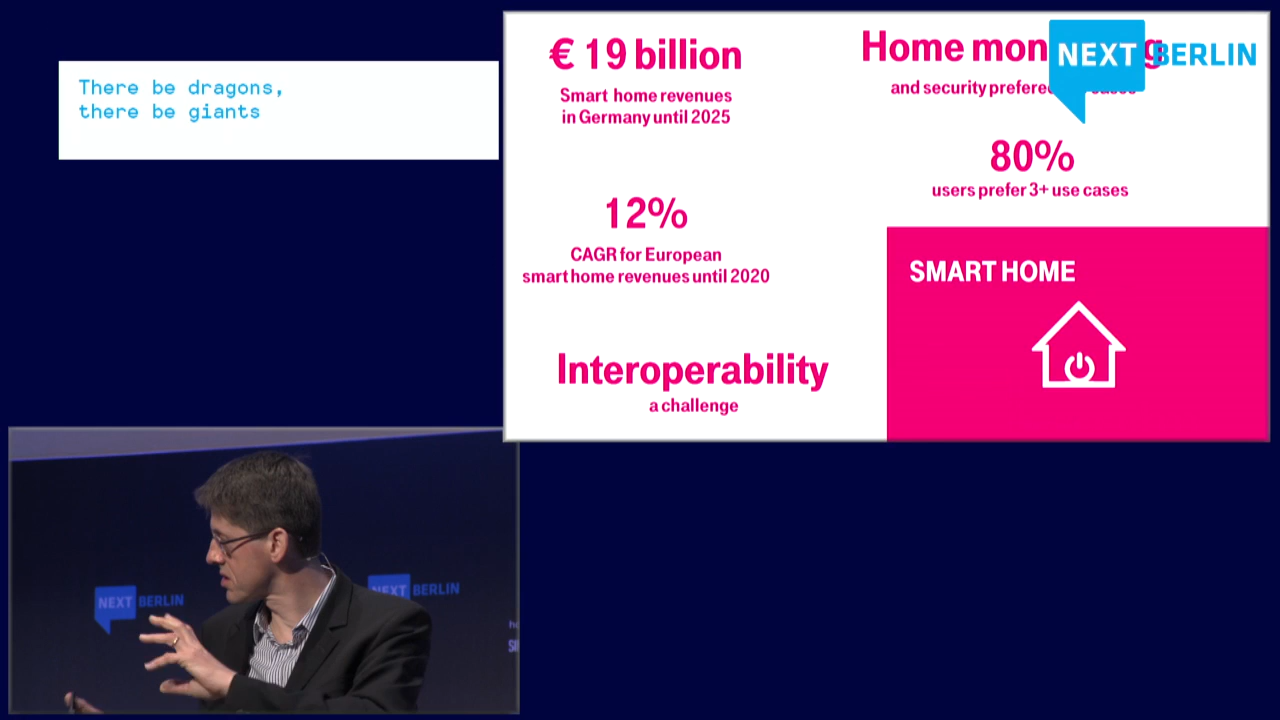 There be dragons,
there be giants
€ 19 billion
Smart home revenues
in Germany until 2025
12%
CAGR for European
smart home revenues until 2020
Interoperability
a challenge
Home
and security
NEXT BERLIN
80%
users prefer 3+ use cases
SMART HOME
NEXT BERLIN
NEXT BERLIN